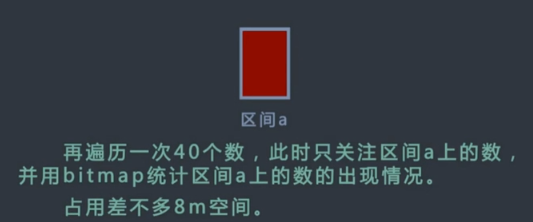 区间a
再遍历一次40个数，此时只关注区间a上的数，
并用bitmap统计区间a上的数的出现情况。
占用差不多8m空间。